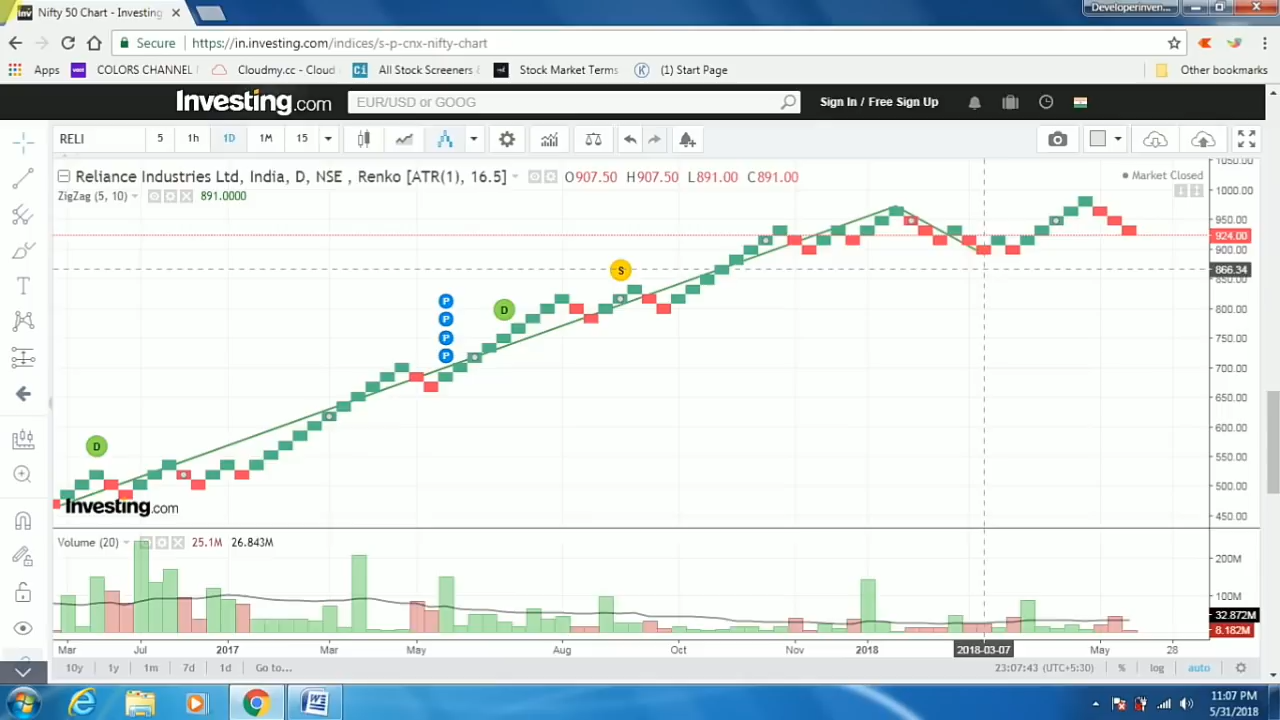 Nifty 50 Chart - Investing
Developerinven...
Secure https://in.investing.com/indices/s-p-cnx-nifty-chart
Apps COLORS CHANNEL Cloudmy.cc - Cloud All Stock Screeners Stock Market Terms (1) Start Page Other bookmarks
Investing.com EUR/USD or GOOG Sign In / Free Sign Up
RELI 5 1h 1D 1M 15
Reliance Industries Ltd, India, D, NSE , Renko [ATR(1), 16.5] O907.50 H907.50 L891.00 C891.00
Market Closed
ZigZag (5, 10) 891.0000
1050.00
1000.00
950.00
924.00
900.00
866.34
850.00
800.00
750.00
700.00
650.00
600.00
550.00
500.00
450.00
S
P
P
P
P
D
D
Investing.com
Volume (20) 25.1M 26.843M
200M
100M
32.872M
8.182M
Mar Jul 2017 Mar May Aug Oct Nov 2018 2018-03-07 May 28
10y 1y 1m 7d 1d Go to... 23:07:43 (UTC+5:30) % log auto
11:07 PM
5/31/2018